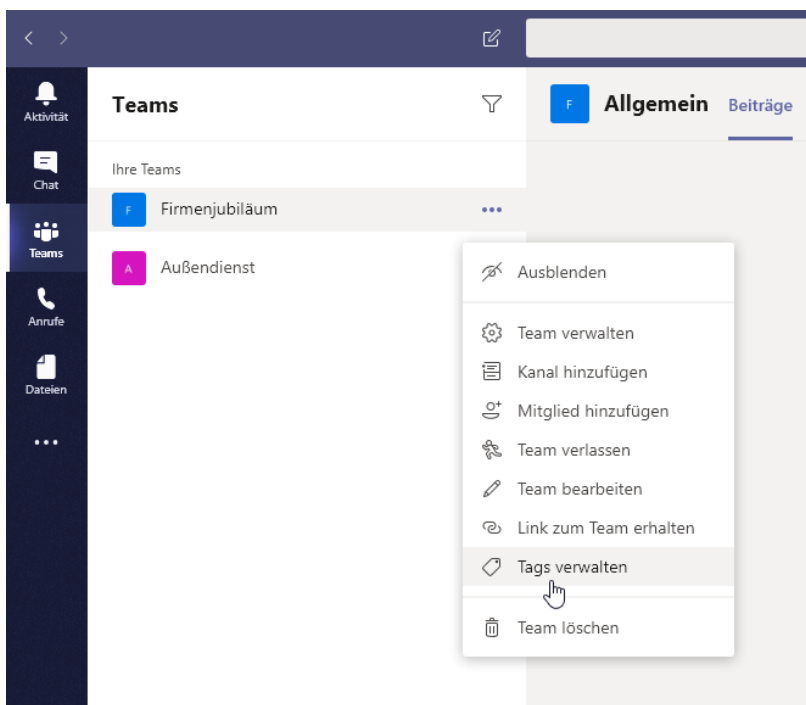 Aktivität
Chat
Teams
Anrufe
Dateien
Teams
Ihre Teams
F Firmenjubiläum
A Außendienst
F Allgemein Beiträge
Ausblenden
Team verwalten
Kanal hinzufügen
Mitglied hinzufügen
Team verlassen
Team bearbeiten
Link zum Team erhalten
Tags verwalten
Team löschen